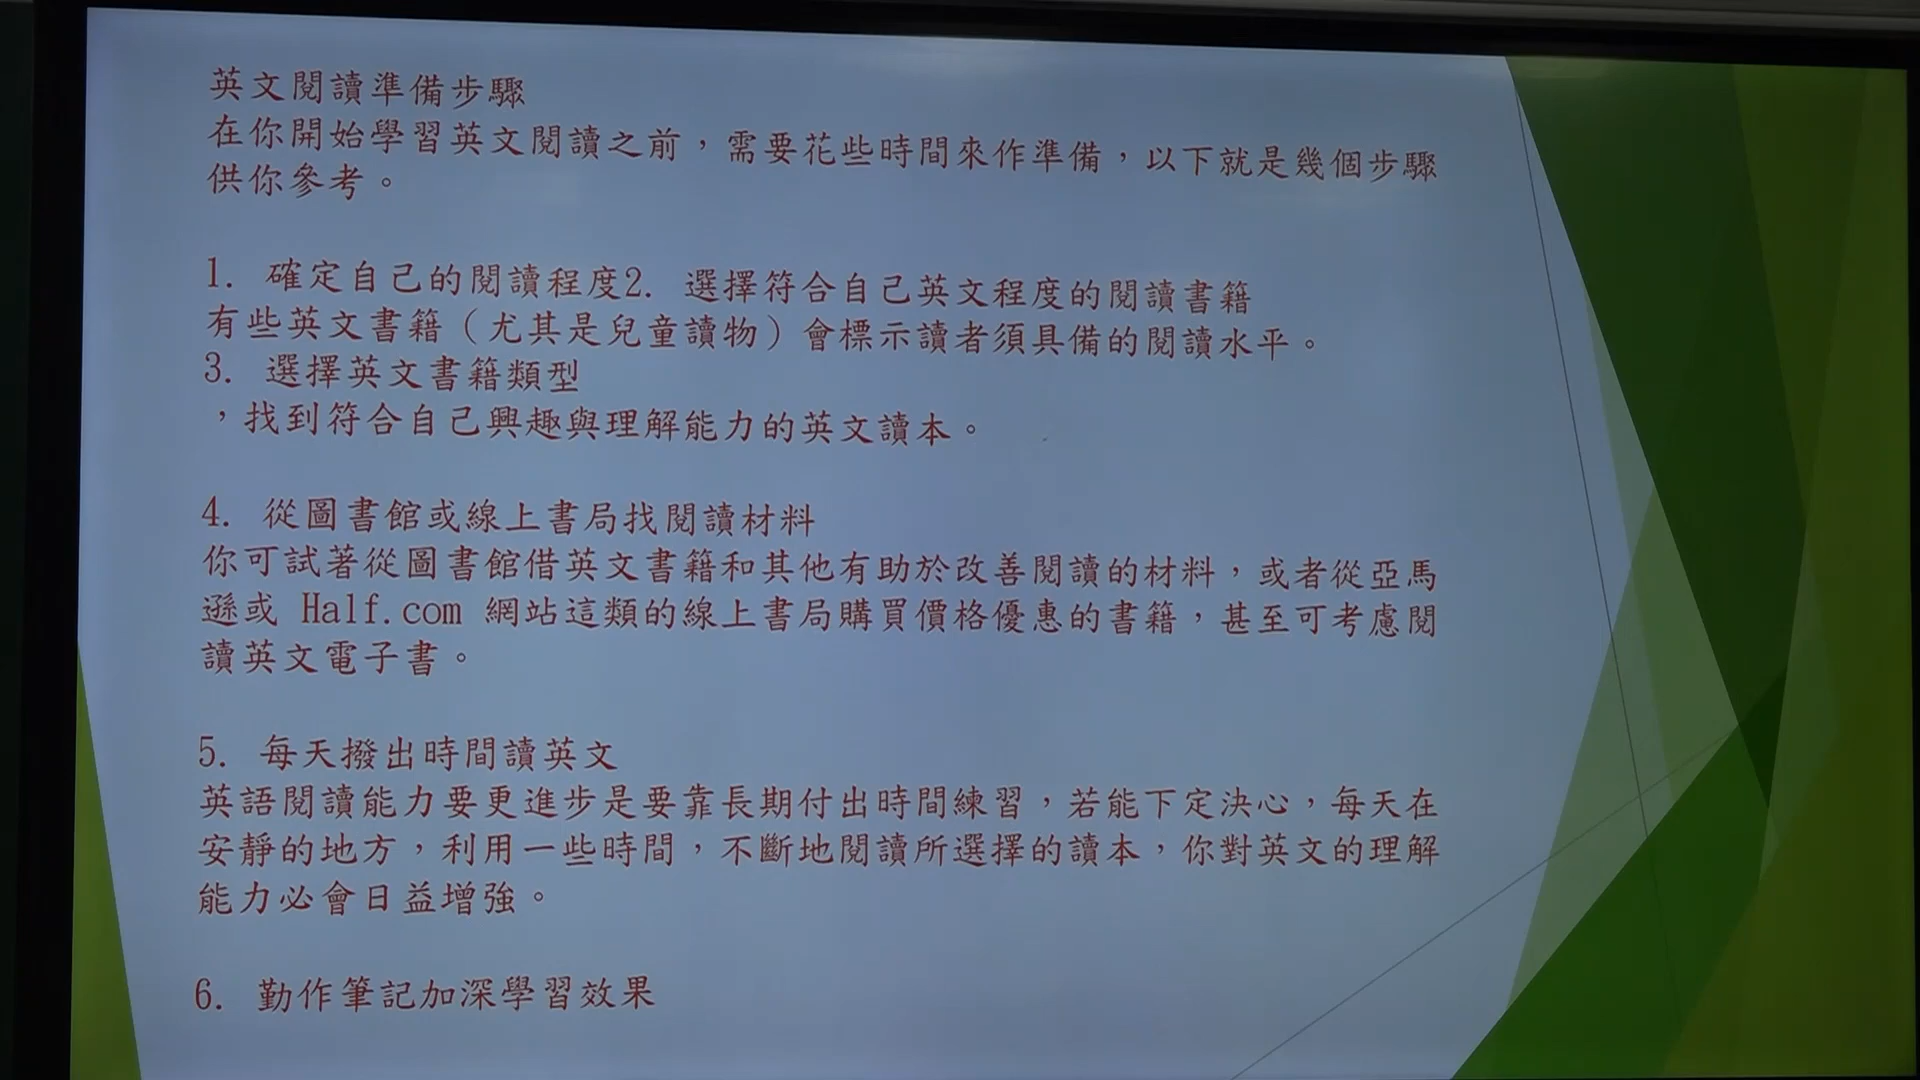 英文閱讀準備步驟
在你開始學習英文閱讀之前，需要花些時間來作準備，以下就是幾個步驟
供你參考。
1. 確定自己的閱讀程度2. 選擇符合自己英文程度的閱讀書籍
有些英文書籍（尤其是兒童讀物）會標示讀者須具備的閱讀水平。
3. 選擇英文書籍類型
，找到符合自己興趣與理解能力的英文讀本。
4. 從圖書館或線上書局找閱讀材料
你可試著從圖書館借英文書籍和其他有助於改善閱讀的材料，或者從亞馬
遜或 Half.com 網站這類的線上書局購買價格優惠的書籍，甚至可考慮閱
讀英文電子書。
5. 每天撥出時間讀英文
英語閱讀能力要更進步是要靠長期付出時間練習，若能下定決心，每天在
安靜的地方，利用一些時間，不斷地閱讀所選擇的讀本，你對英文的理解
能力必會日益增強。
6. 勤作筆記加深學習效果